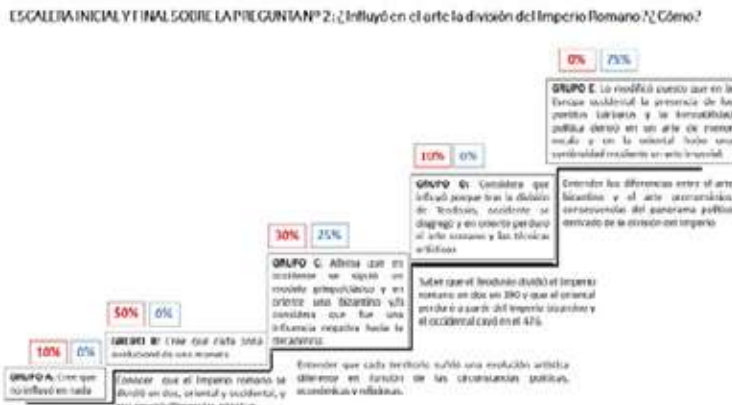 ESCALERA INICIAL Y FINAL SOBRE LA PREGUNTA Nº 2: ¿Influyó en el arte la división del Imperio Romano? ¿Cómo?
0% 75%
GRUPO E. Lo modificó puesto que en la
Europa occidental la presencia de los
pueblos bárbaros y la inestabilidad
política derivó en un arte de menor
escala y en la oriental hubo una
continuidad mediante un arte imperial.
10% 0%
GRUPO D: Considera que
influyó porque tras la división
de Teodosio, occidente se
disgregó y en oriente perduró
el arte romano y las técnicas
artísticas
Entender las diferencias entre el arte
bizantino y el arte prerrománico,
consecuencias del panorama político
derivado de la división del imperio
30% 25%
GRUPO C. Afirma que en
occidente se siguió un
modelo grecoclásico y en
oriente uno bizantino y/o
considera que fue una
influencia negativa hacia la
decadencia.
Saber que el Teodosio dividió el Imperio
romano en dos en 390 y que el oriental
perduró a partir del imperio bizantino y
el occidental cayó en el 476.
50% 0%
GRUPO B: Cree que cada zona
evolucionó de una manera
10% 0%
GRUPO A: Cree que
no influyó en nada
Conocer que el Imperio romano se
dividió en dos, oriental y occidental, y
Entender que cada territorio sufrió una evolución artística
diferente en función de las circunstancias políticas,
económicas y religiosas.